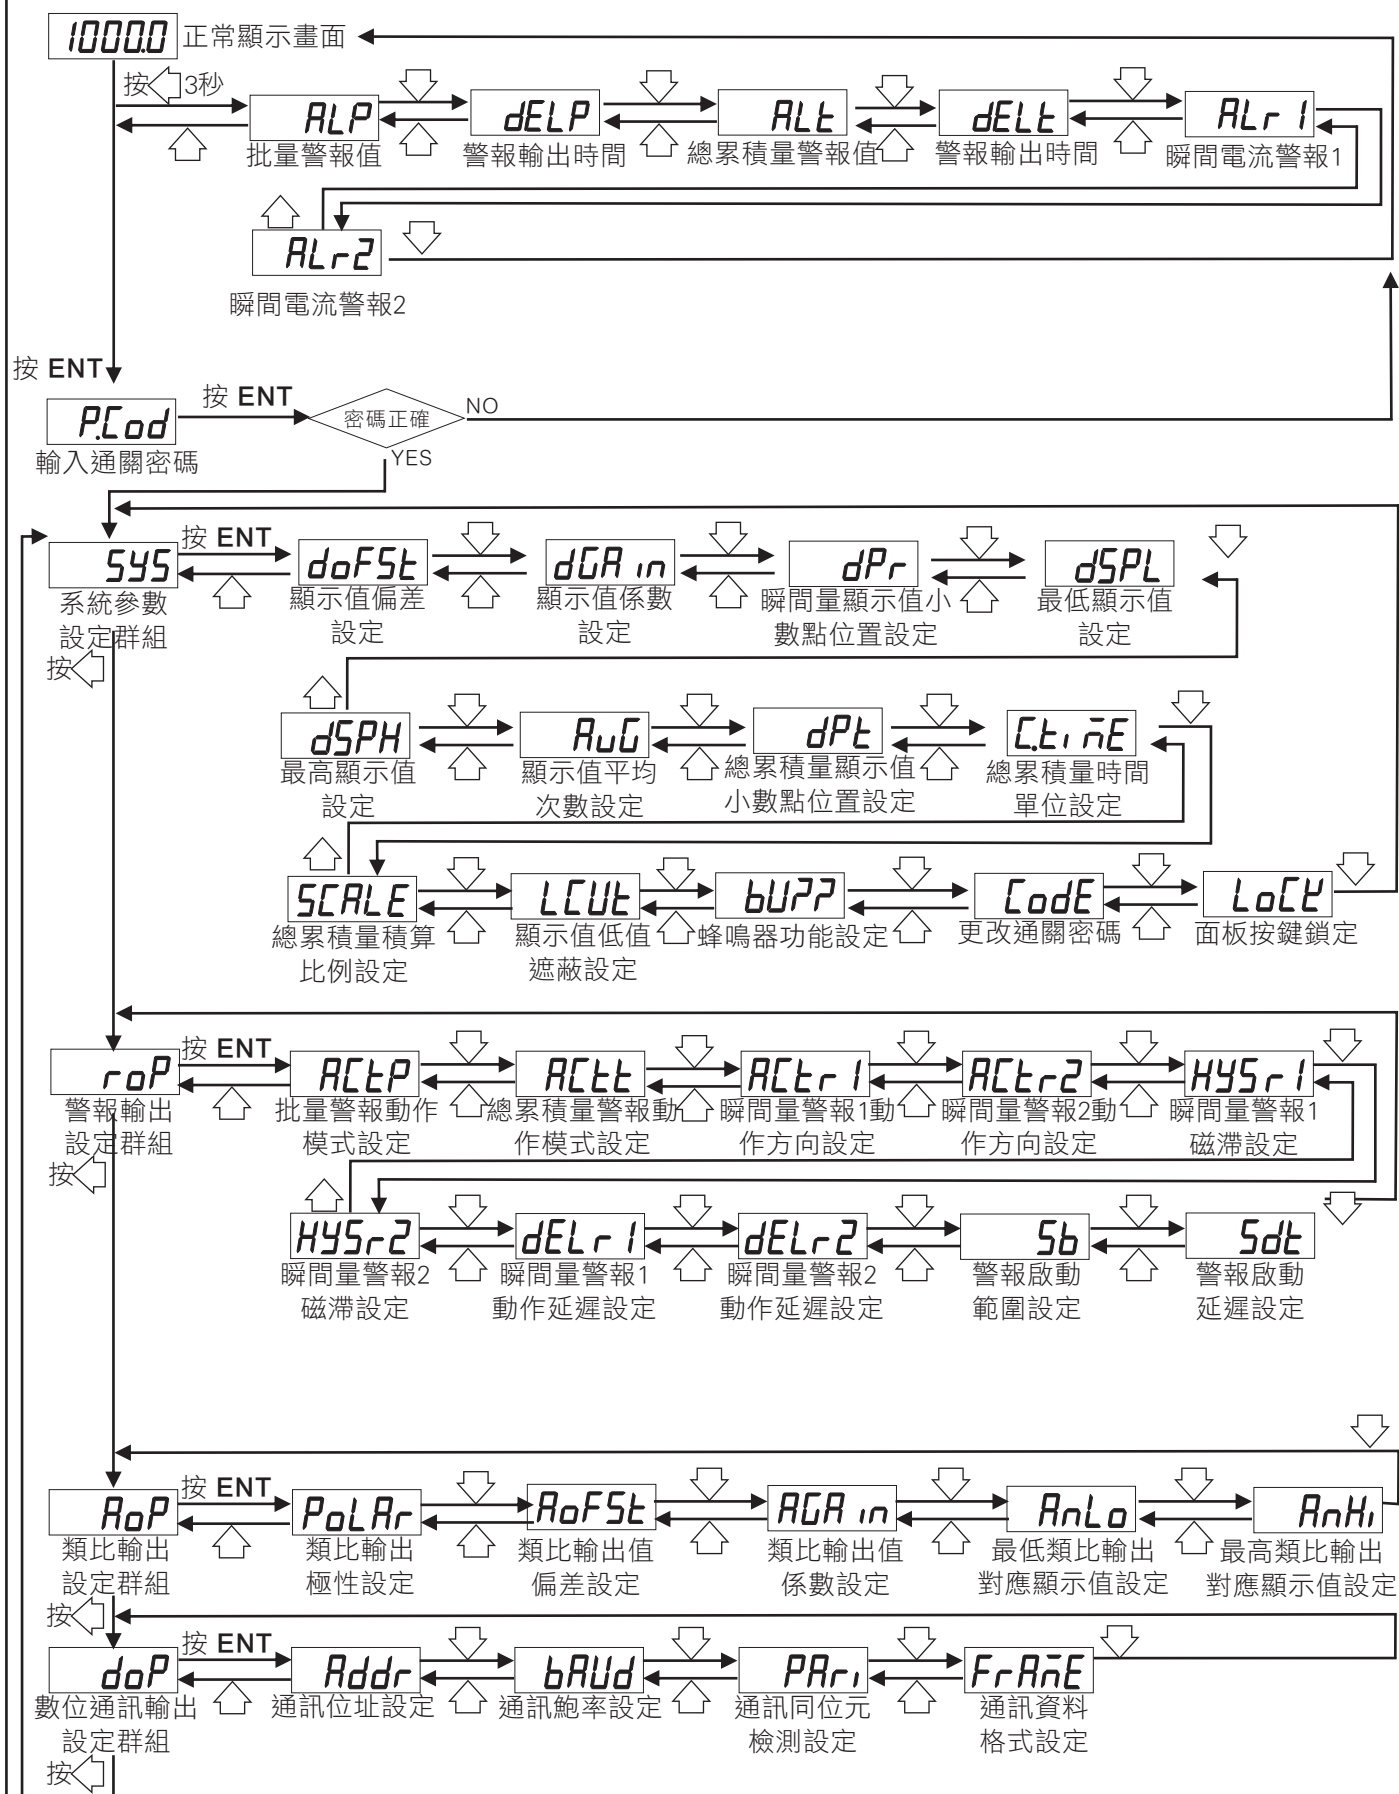 1000.0 正常顯示畫面
按 3秒
ALP dELP ALt dELt ALr1
批量警報值 警報輸出時間 總累積量警報值 警報輸出時間 瞬間電流警報1
ALr2
瞬間電流警報2
按 ENT
按 ENT
P.Cod 密碼正確 NO
輸入通關密碼 YES
按 ENT
SYS doFSt dGAin dPr dSPL
系統參數 顯示值偏差 顯示值係數 瞬間量顯示值小 最低顯示值
設定群組 設定 設定 數點位置設定 設定
按
dSPH AvG dPt C.timE
最高顯示值 顯示值平均 總累積量顯示值 總累積量時間
設定 次數設定 小數點位置設定 單位設定
SCALE LCUt bUZZ CodE LoCK
總累積量積算 顯示值低值 蜂鳴器功能設定 更改通關密碼 面板按鍵鎖定
比例設定 遮蔽設定
按 ENT
roP ACtP ACtt ACtr1 ACtr2 HYSr1
警報輸出 批量警報動作 總累積量警報動 瞬間量警報1動 瞬間量警報2動 瞬間量警報1
設定群組 模式設定 作模式設定 作方向設定 作方向設定 磁滯設定
按
HYSr2 dELr1 dELr2 Sb Sdt
瞬間量警報2 瞬間量警報1 瞬間量警報2 警報啟動 警報啟動
磁滯設定 動作延遲設定 動作延遲設定 範圍設定 延遲設定
按 ENT
AoP PoLAr AoFSt AGAin AnLo AnHi
類比輸出 類比輸出 類比輸出值 類比輸出值 最低類比輸出 最高類比輸出
設定群組 極性設定 偏差設定 係數設定 對應顯示值設定 對應顯示值設定
按
按 ENT
doP Addr bAUd PAri FrAmE
數位通訊輸出 通訊位址設定 通訊鮑率設定 通訊同位元 通訊資料
設定群組 檢測設定 格式設定
按